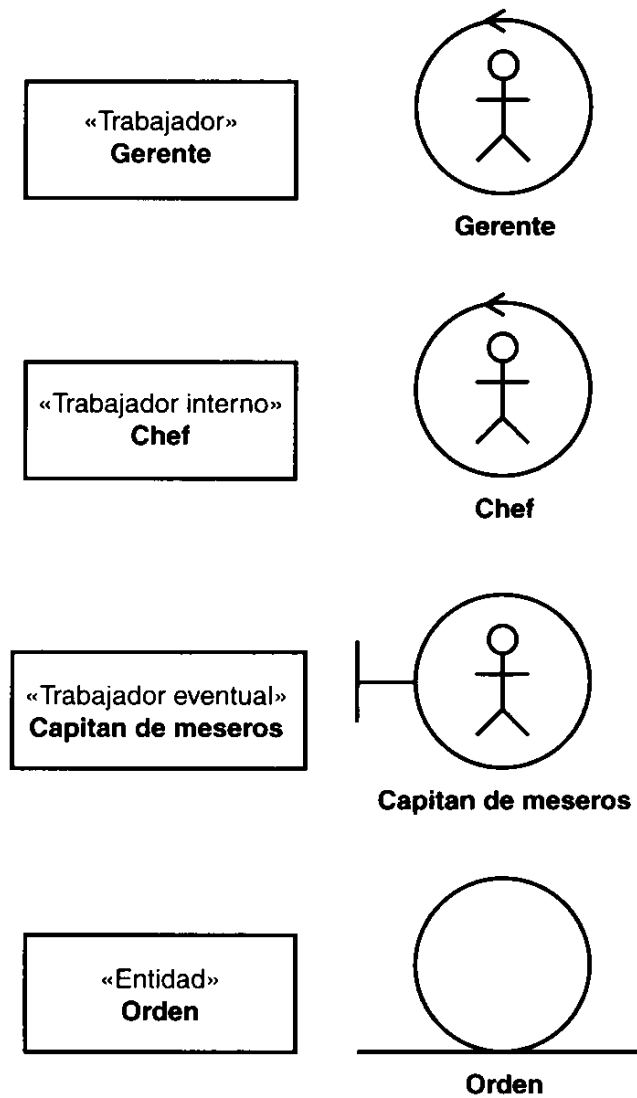 «Trabajador»
Gerente
Gerente
«Trabajador interno»
Chef
Chef
«Trabajador eventual»
Capitan de meseros
Capitan de meseros
«Entidad»
Orden
Orden